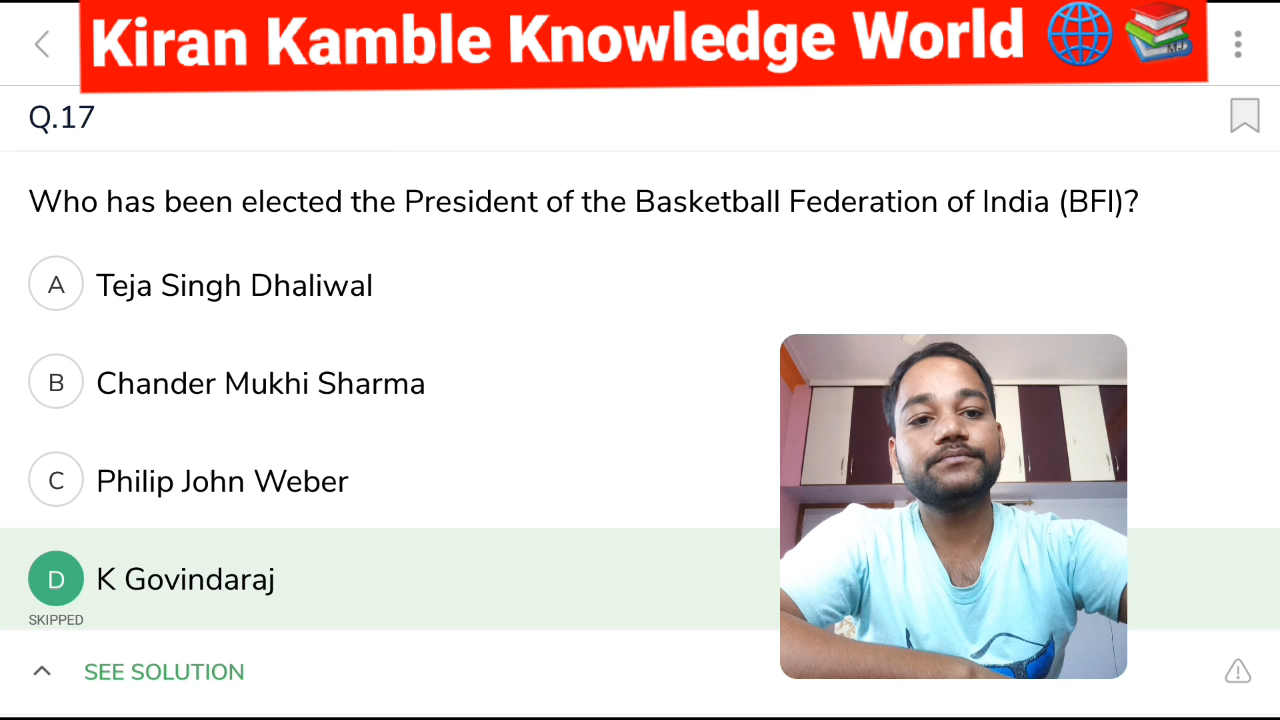 Kiran Kamble Knowledge World
MJ
Q.17
Who has been elected the President of the Basketball Federation of India (BFI)?
A Teja Singh Dhaliwal
B Chander Mukhi Sharma
C Philip John Weber
D K Govindaraj
SKIPPED
SEE SOLUTION